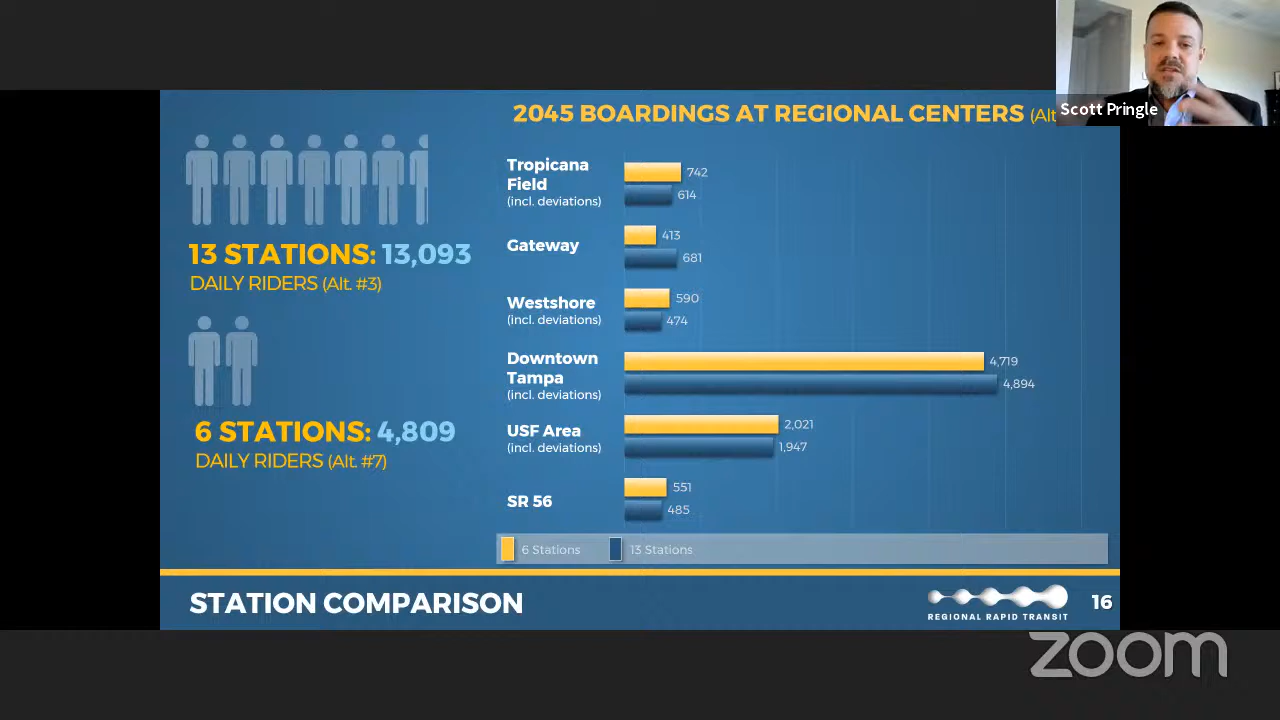 Scott Pringle
2045 BOARDINGS AT REGIONAL CENTERS (Alt
13 STATIONS: 13,093
DAILY RIDERS (Alt. #3)
6 STATIONS: 4,809
DAILY RIDERS (Alt. #7)
Tropicana
Field
(incl. deviations)
742
614
Gateway
413
681
Westshore
(incl. deviations)
590
474
Downtown
Tampa
(incl. deviations)
4,719
4,894
USF Area
(incl. deviations)
2,021
1,947
SR 56
551
485
6 Stations
13 Stations
STATION COMPARISON
REGIONAL RAPID TRANSIT
16
zoom